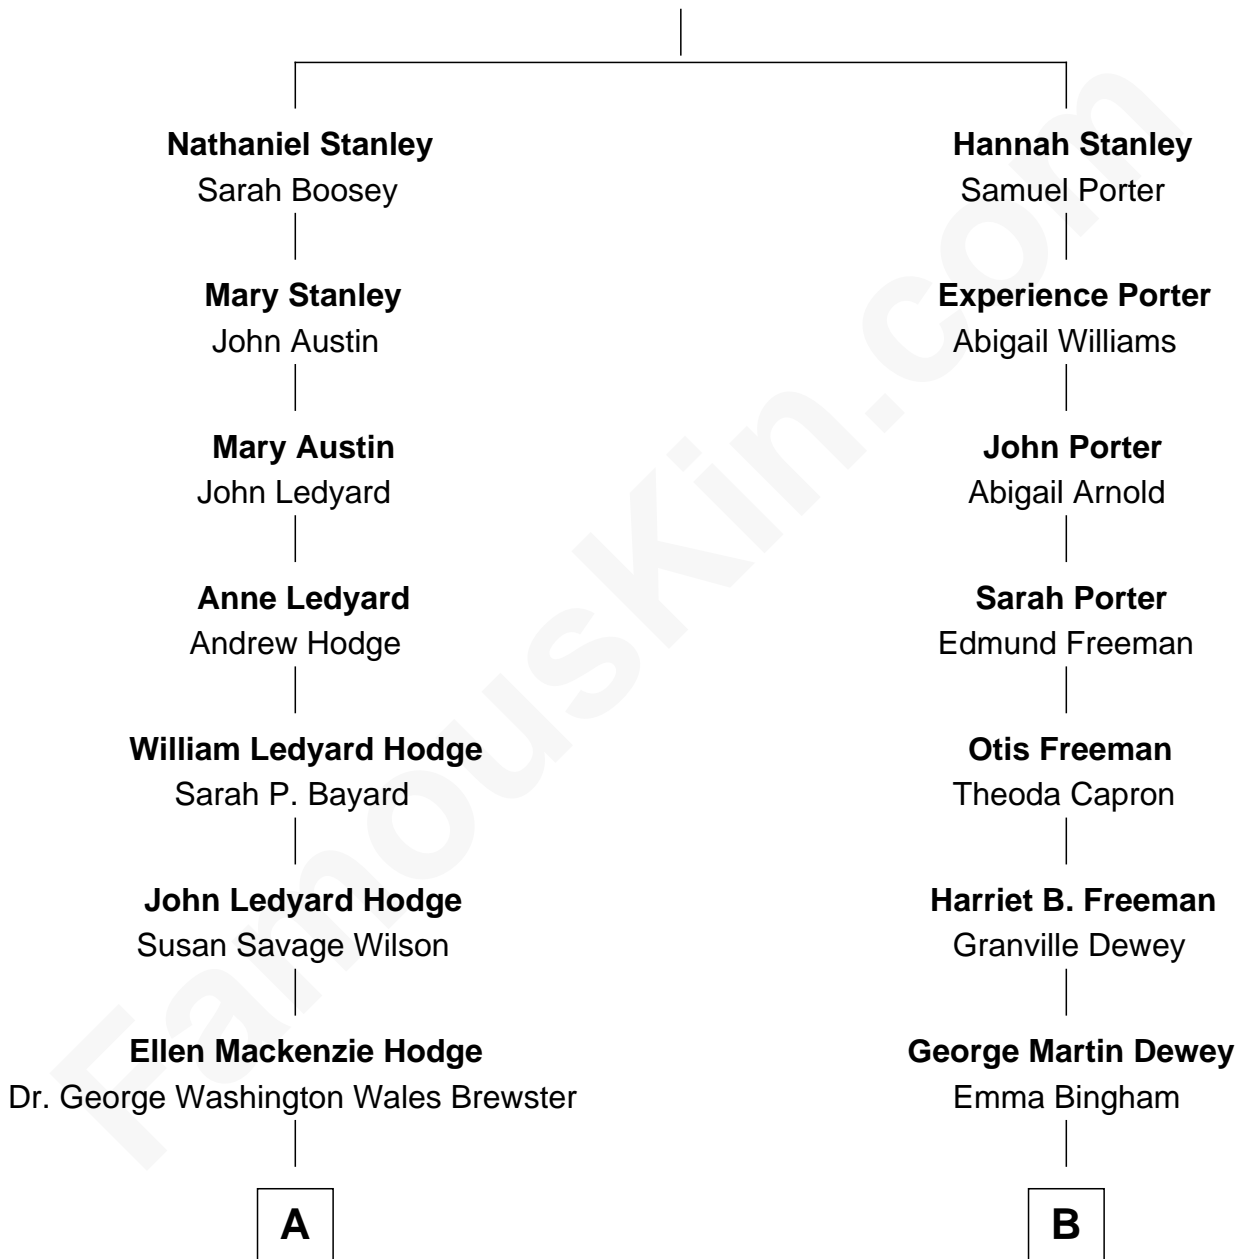 Nathaniel Stanley
Sarah Boosey
Mary Stanley
John Austin
Mary Austin
John Ledyard
Anne Ledyard
Andrew Hodge
William Ledyard Hodge
Sarah P. Bayard
John Ledyard Hodge
Susan Savage Wilson
Ellen Mackenzie Hodge
Dr. George Washington Wales Brewster
A
Hannah Stanley
Samuel Porter
Experience Porter
Abigail Williams
John Porter
Abigail Arnold
Sarah Porter
Edmund Freeman
Otis Freeman
Theoda Capron
Harriet B. Freeman
Granville Dewey
George Martin Dewey
Emma Bingham
B
FamousKin.com